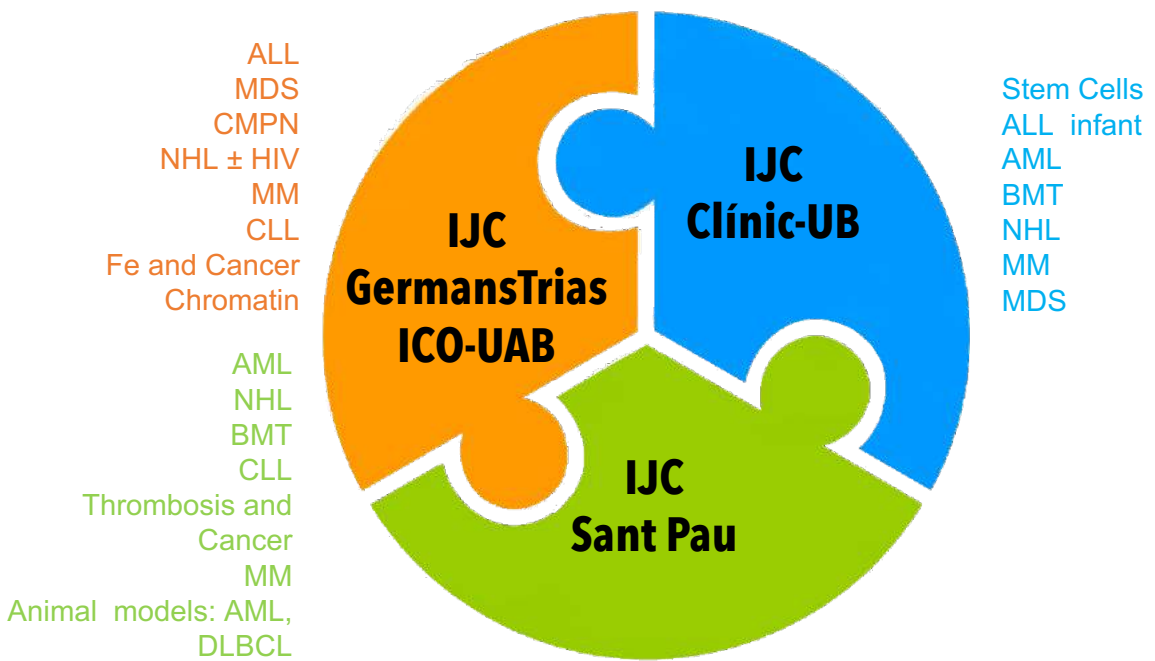 ALL
MDS
CMPN
NHL ± HIV
MM
CLL
Fe and Cancer
Chromatin
AML
NHL
BMT
CLL
Thrombosis and
Cancer
MM
Animal models: AML,
DLBCL
IJC
GermansTrias
ICO-UAB
IJC
Clínic-UB
IJC
Sant Pau
Stem Cells
ALL infant
AML
BMT
NHL
MM
MDS